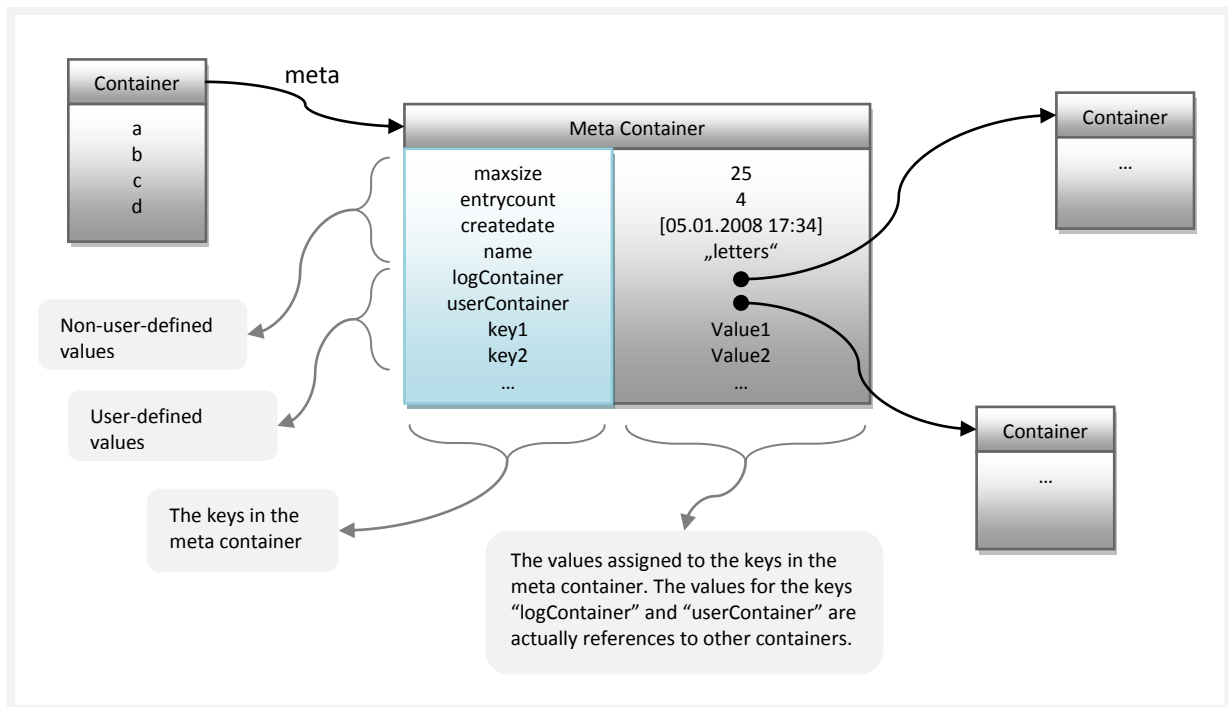 Container
a
b
c
d
meta
Meta Container
maxsize 25
entrycount 4
createdate [05.01.2008 17:34]
name „letters“
logContainer
userContainer
key1 Value1
key2 Value2
... ...
Container
...
Container
...
Non-user-defined
values
User-defined
values
The keys in the
meta container
The values assigned to the keys in the
meta container. The values for the keys
“logContainer” and “userContainer” are
actually references to other containers.